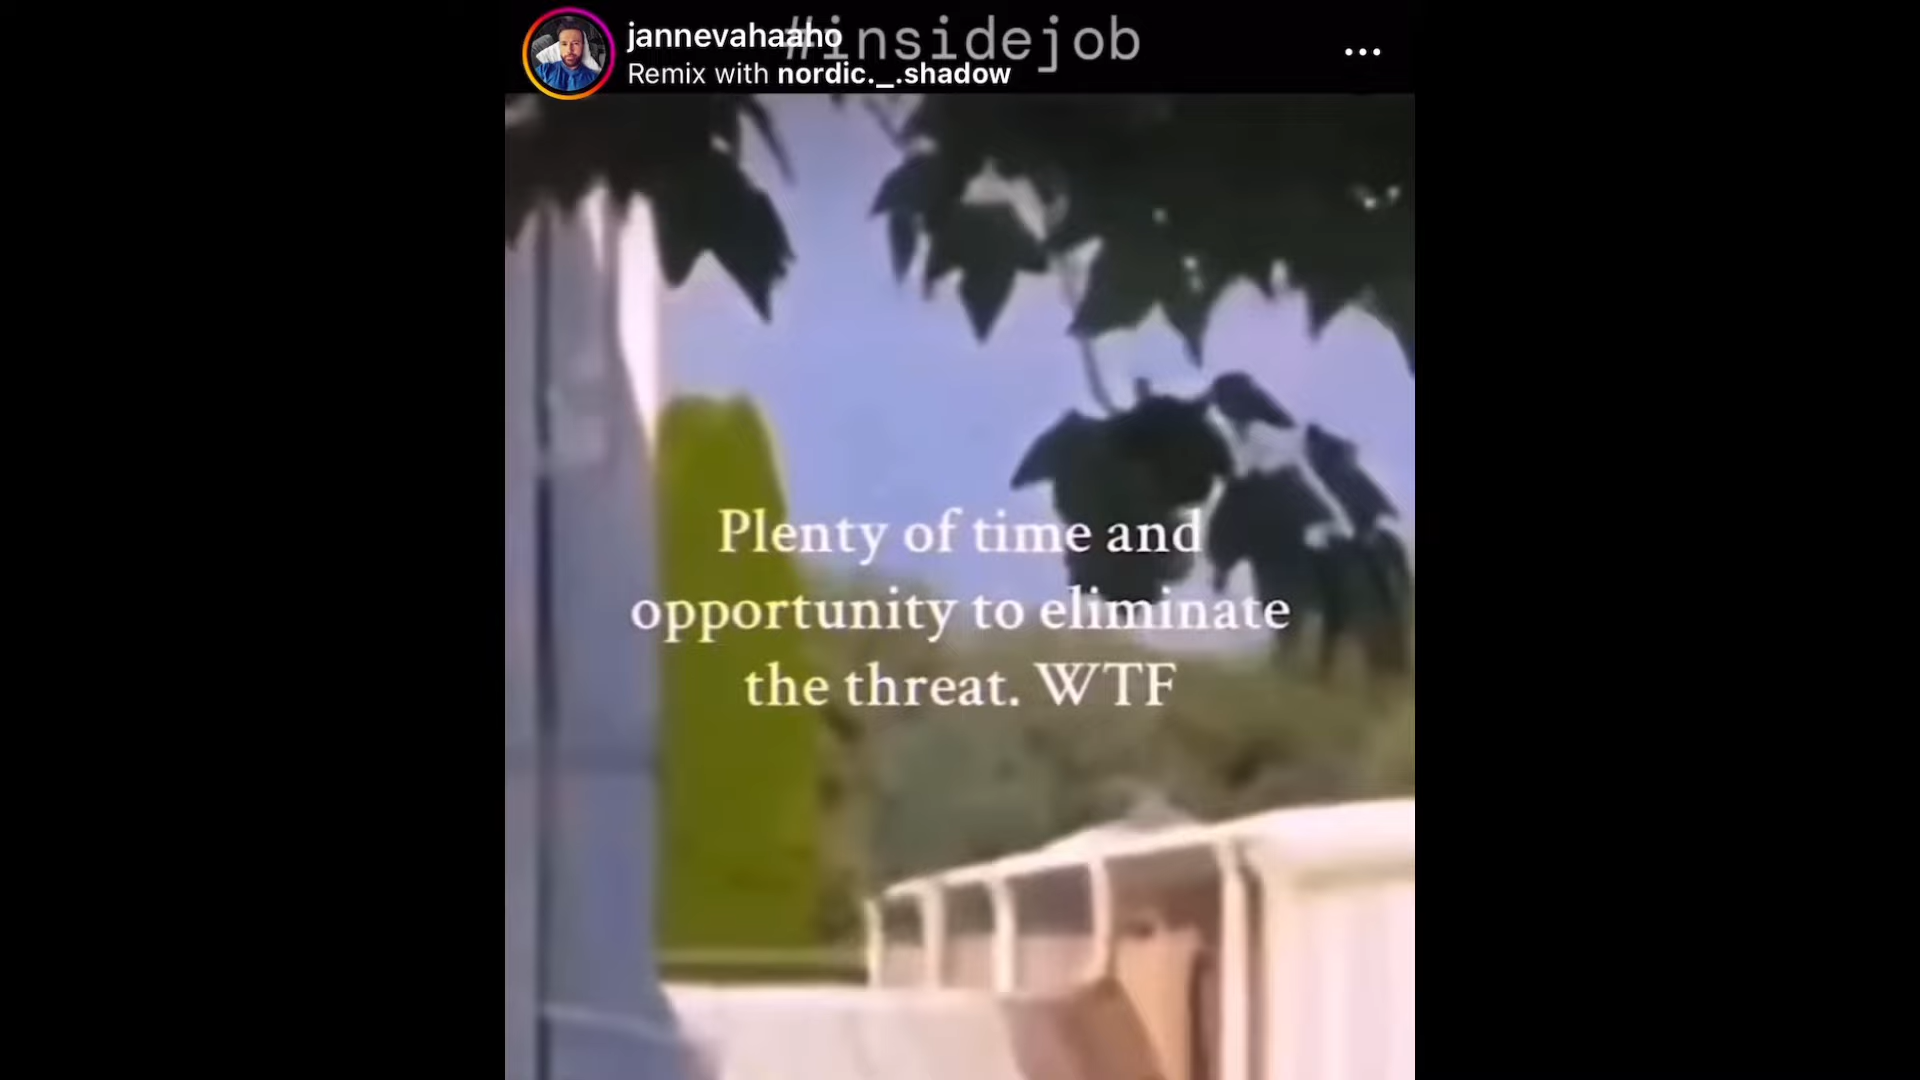 jannevahaaho
#insidejob
Remix with nordic._.shadow
Plenty of time and
opportunity to eliminate
the threat. WTF